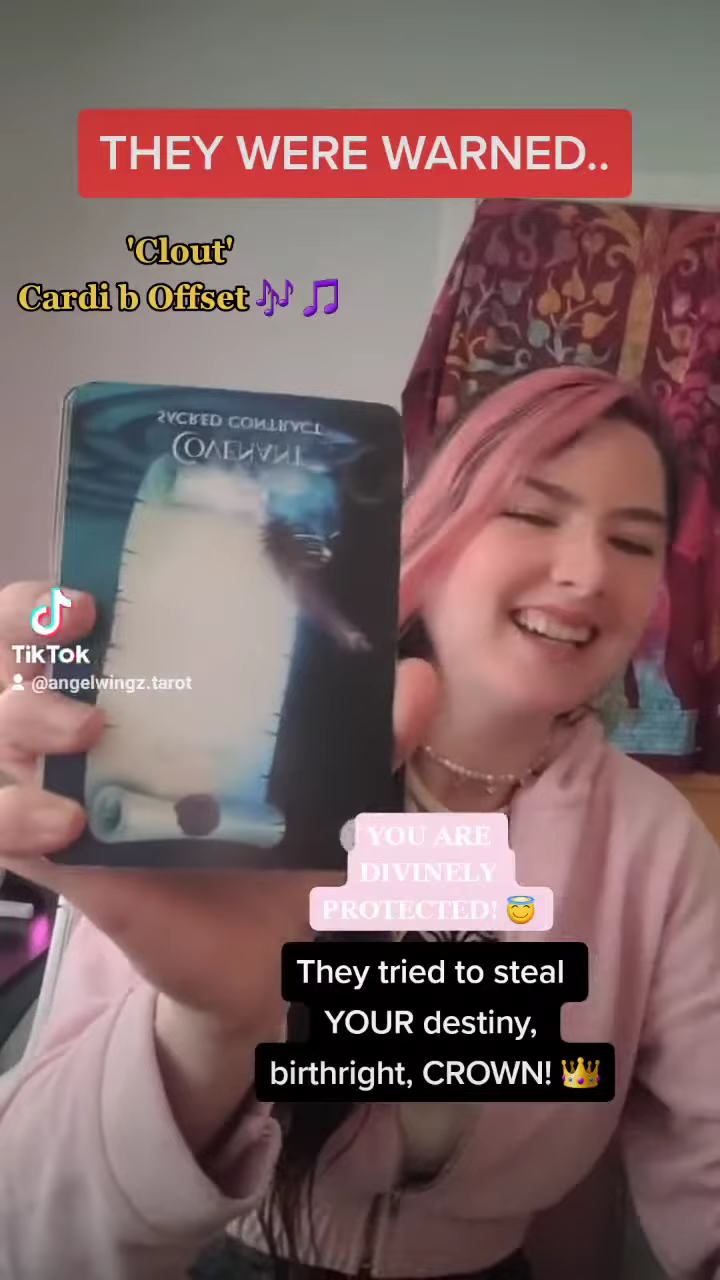 THEY WERE WARNED..
'Clout'
Cardi b Offset 🎶 🎵
SACRED CONTRACT
COVENANT
TikTok
@angelwingz.tarot
YOU ARE
DIVINELY
PROTECTED! 😇
They tried to steal
YOUR destiny,
birthright, CROWN! 👑